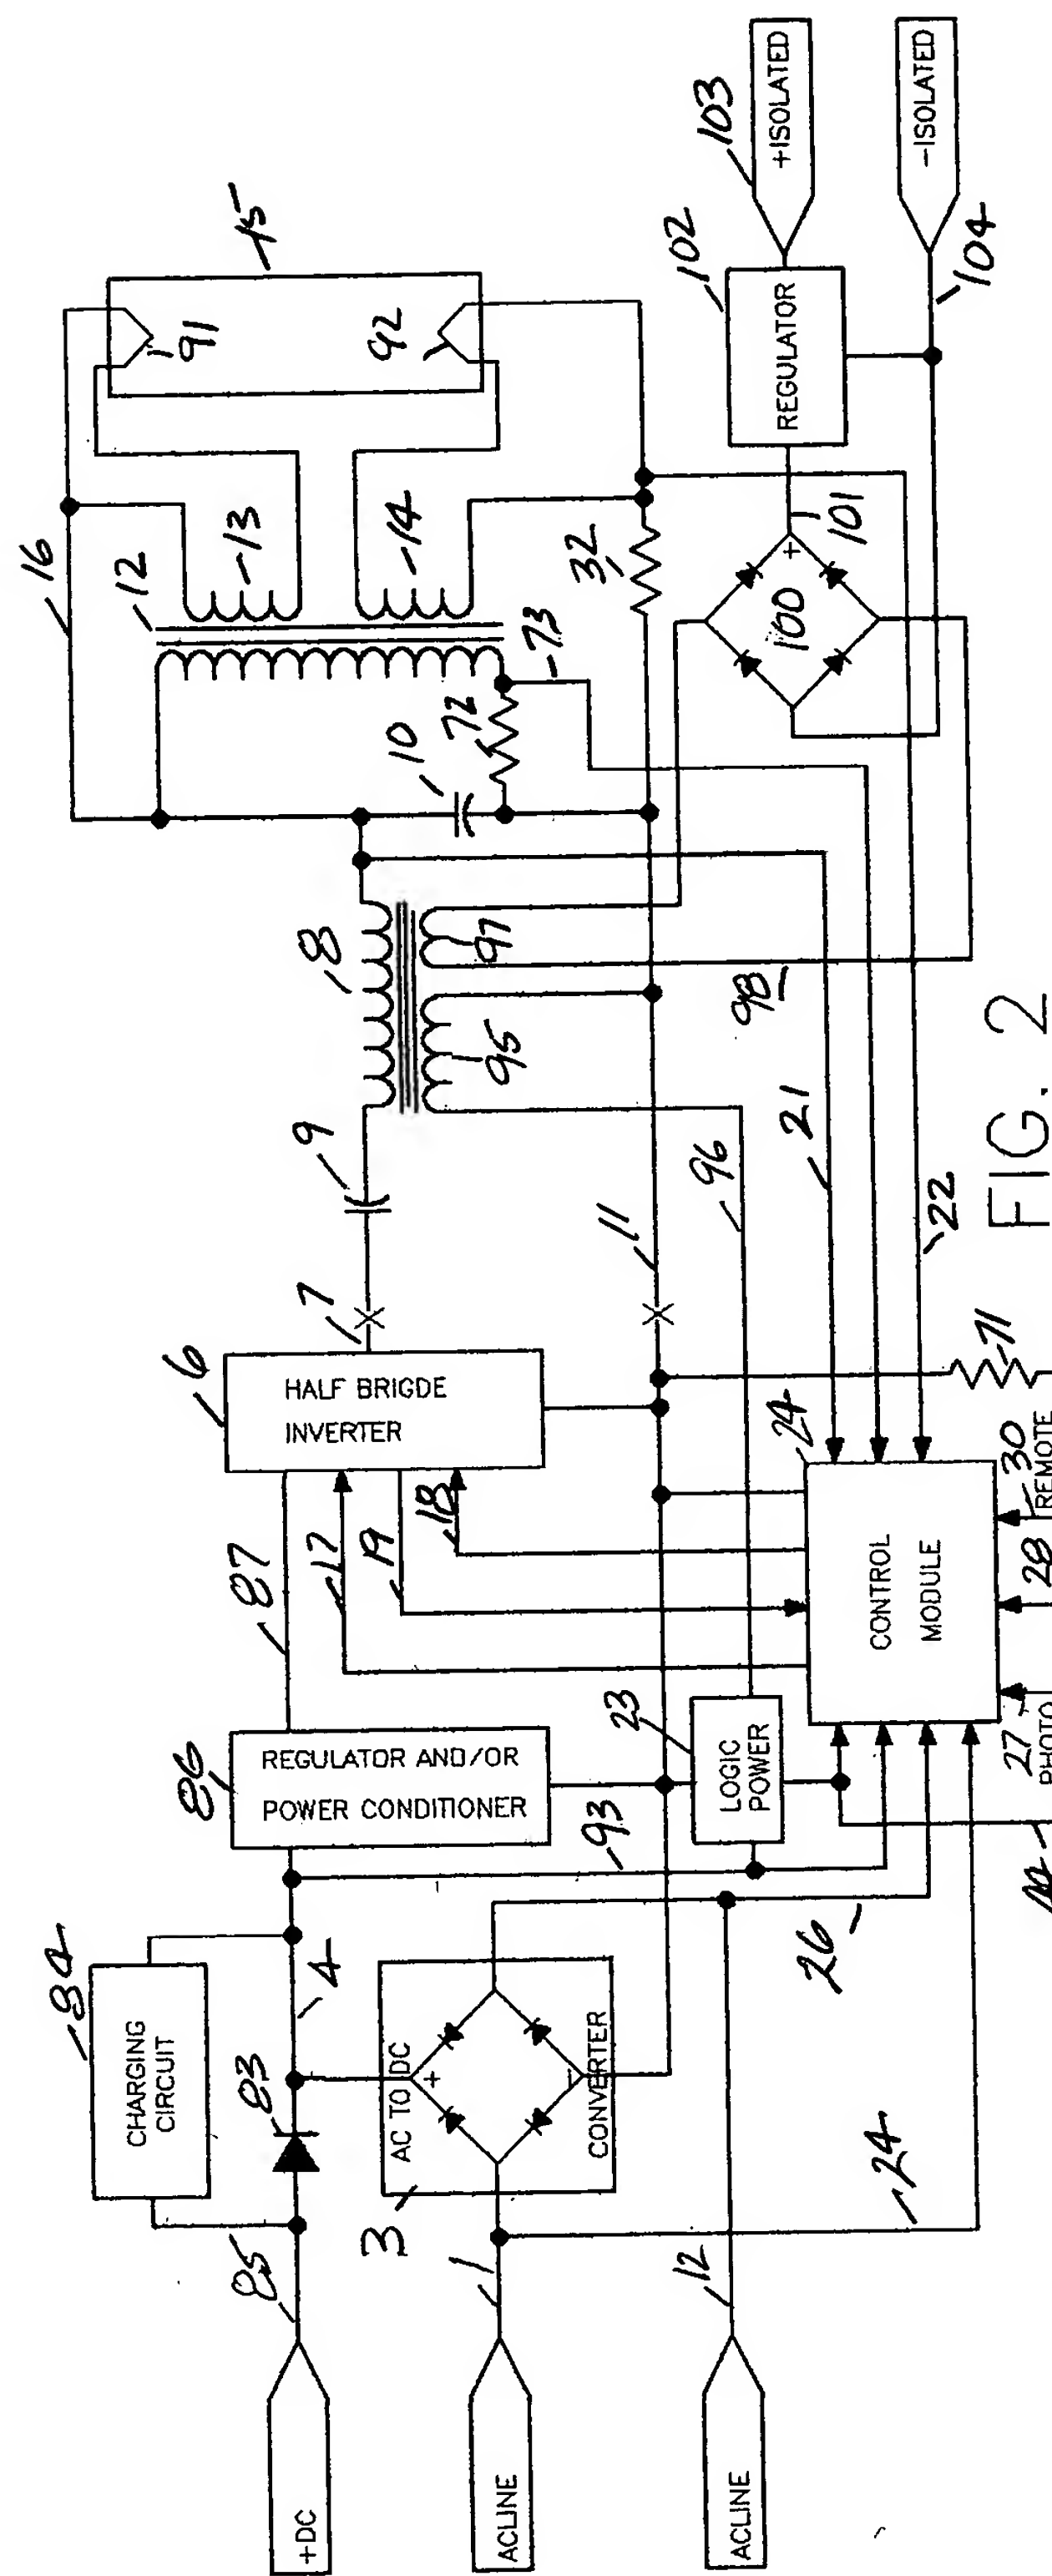 84
CHARGING
CIRCUIT
85
83
4
+DC
3
AC TO DC
+
–
CONVERTER
1
ACLINE
12
ACLINE
24
26
93
86
REGULATOR AND/OR
POWER CONDITIONER
87
17
19
18
6
HALF BRIGDE
INVERTER
7
9
8
95
97
98
96
11
23
LOGIC
POWER
24
CONTROL
MODULE
27
PHOTO
28
30
REMOTE
71
21
22
16
12
13
14
15
91
92
10
72
73
32
100
+
101
102
REGULATOR
103
+ISOLATED
–ISOLATED
104
FIG. 2